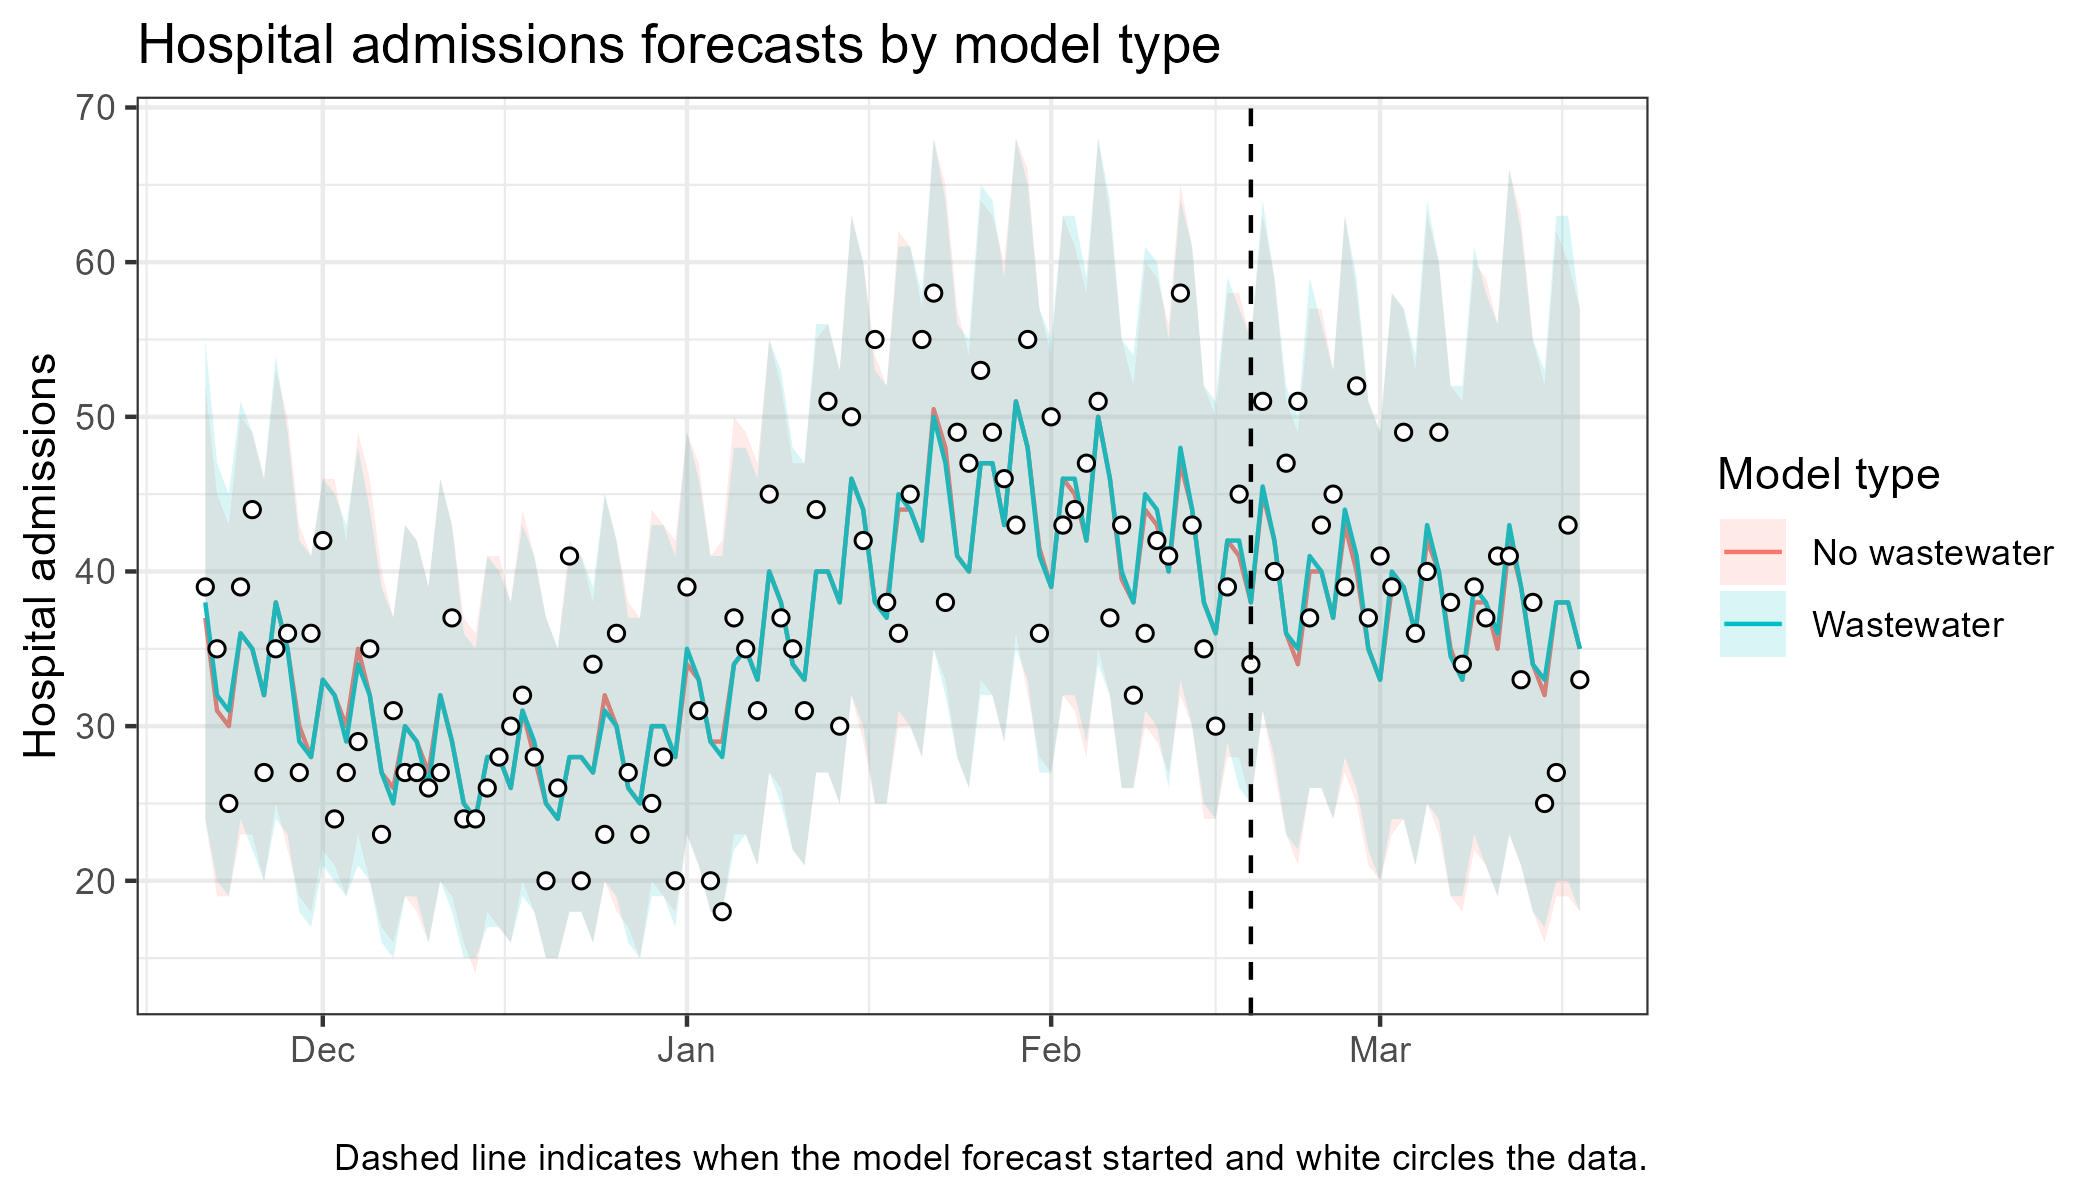 Hospital admissions forecasts by model type
70
60
50
40
30
20
Hospital admissions
Dec
Jan
Feb
Mar
Model type
No wastewater
Wastewater
Dashed line indicates when the model forecast started and white circles the data.